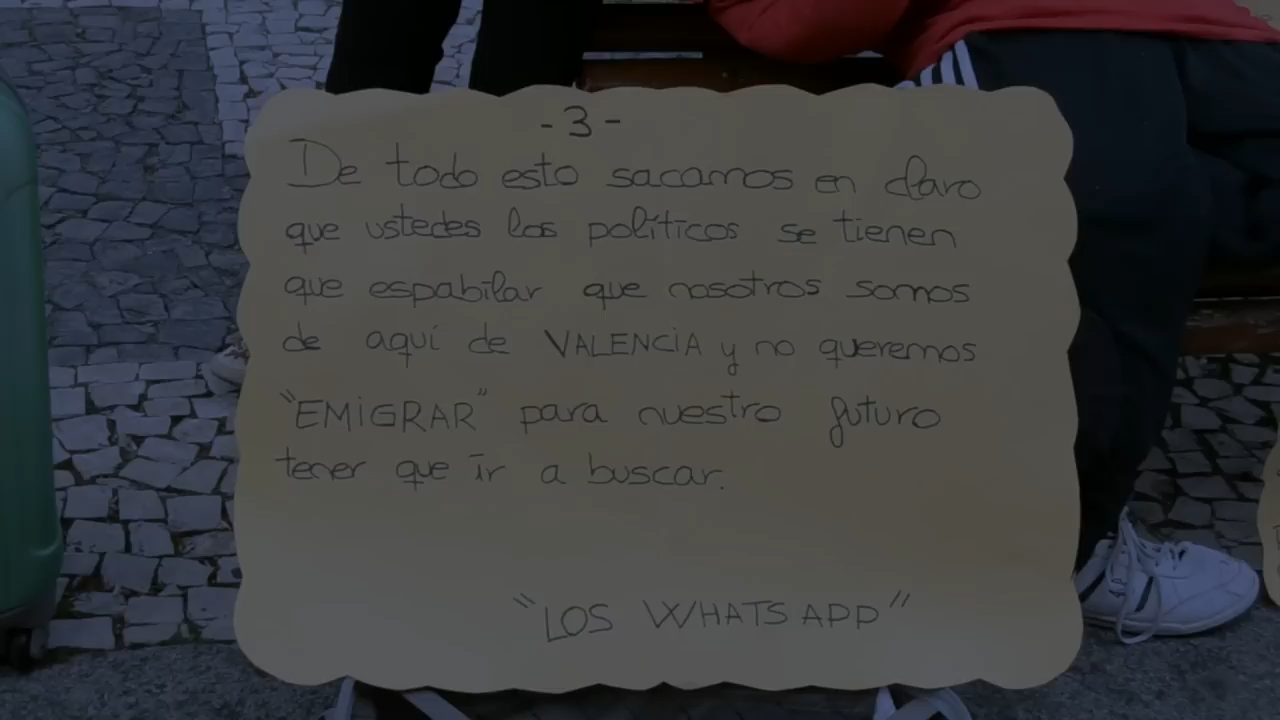 -3-
De todo esto sacamos en claro
que ustedes los políticos se tienen
que espabilar que nosotros somos
de aquí de VALENCiA y no queremos
"EMiGRAR" para nuestro futuro
tener que ir a buscar.
"LOS WHATSAPP"